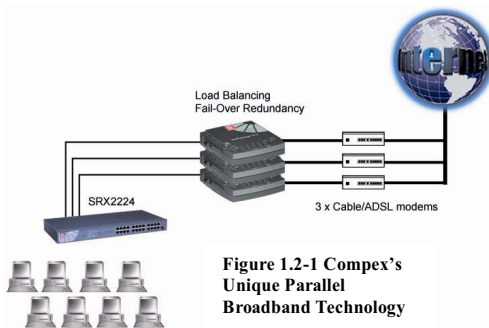 Internet
Load Balancing
Fail-Over Redundancy
SRX2224
3 x Cable/ADSL modems
Figure 1.2-1 Compex's
Unique Parallel
Broadband Technology